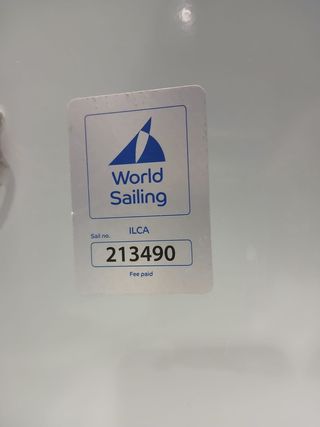 World
Sailing
ILCA
Sail no.
213490
Fee paid